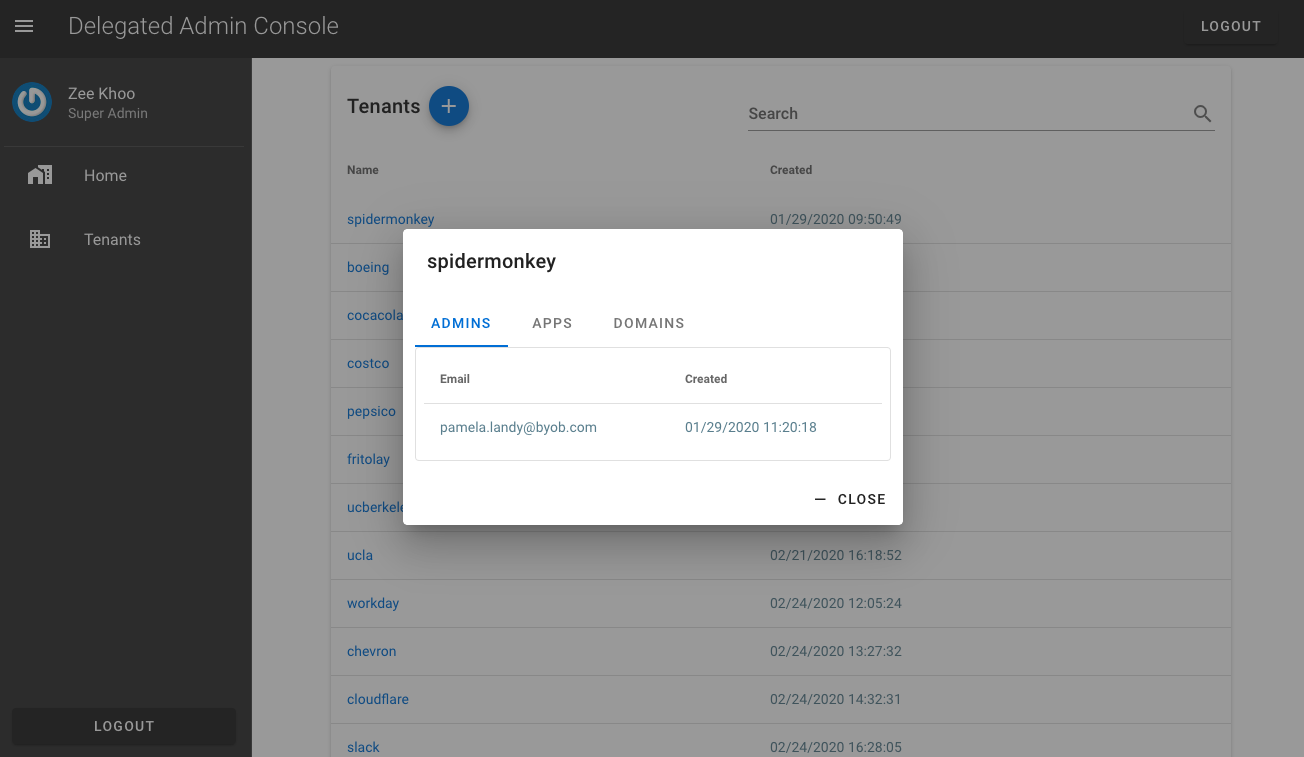 Delegated Admin Console
LOGOUT
Zee Khoo
Super Admin
Home
Tenants
LOGOUT
Tenants
Search
Name Created
spidermonkey 01/29/2020 09:50:49
boeing
cocacola
costco
pepsico
fritolay
ucberkele
ucla 02/21/2020 16:18:52
workday 02/24/2020 12:05:24
chevron 02/24/2020 13:27:32
cloudflare 02/24/2020 14:32:31
slack 02/24/2020 16:28:05
spidermonkey
ADMINS APPS DOMAINS
Email Created
pamela.landy@byob.com 01/29/2020 11:20:18
CLOSE